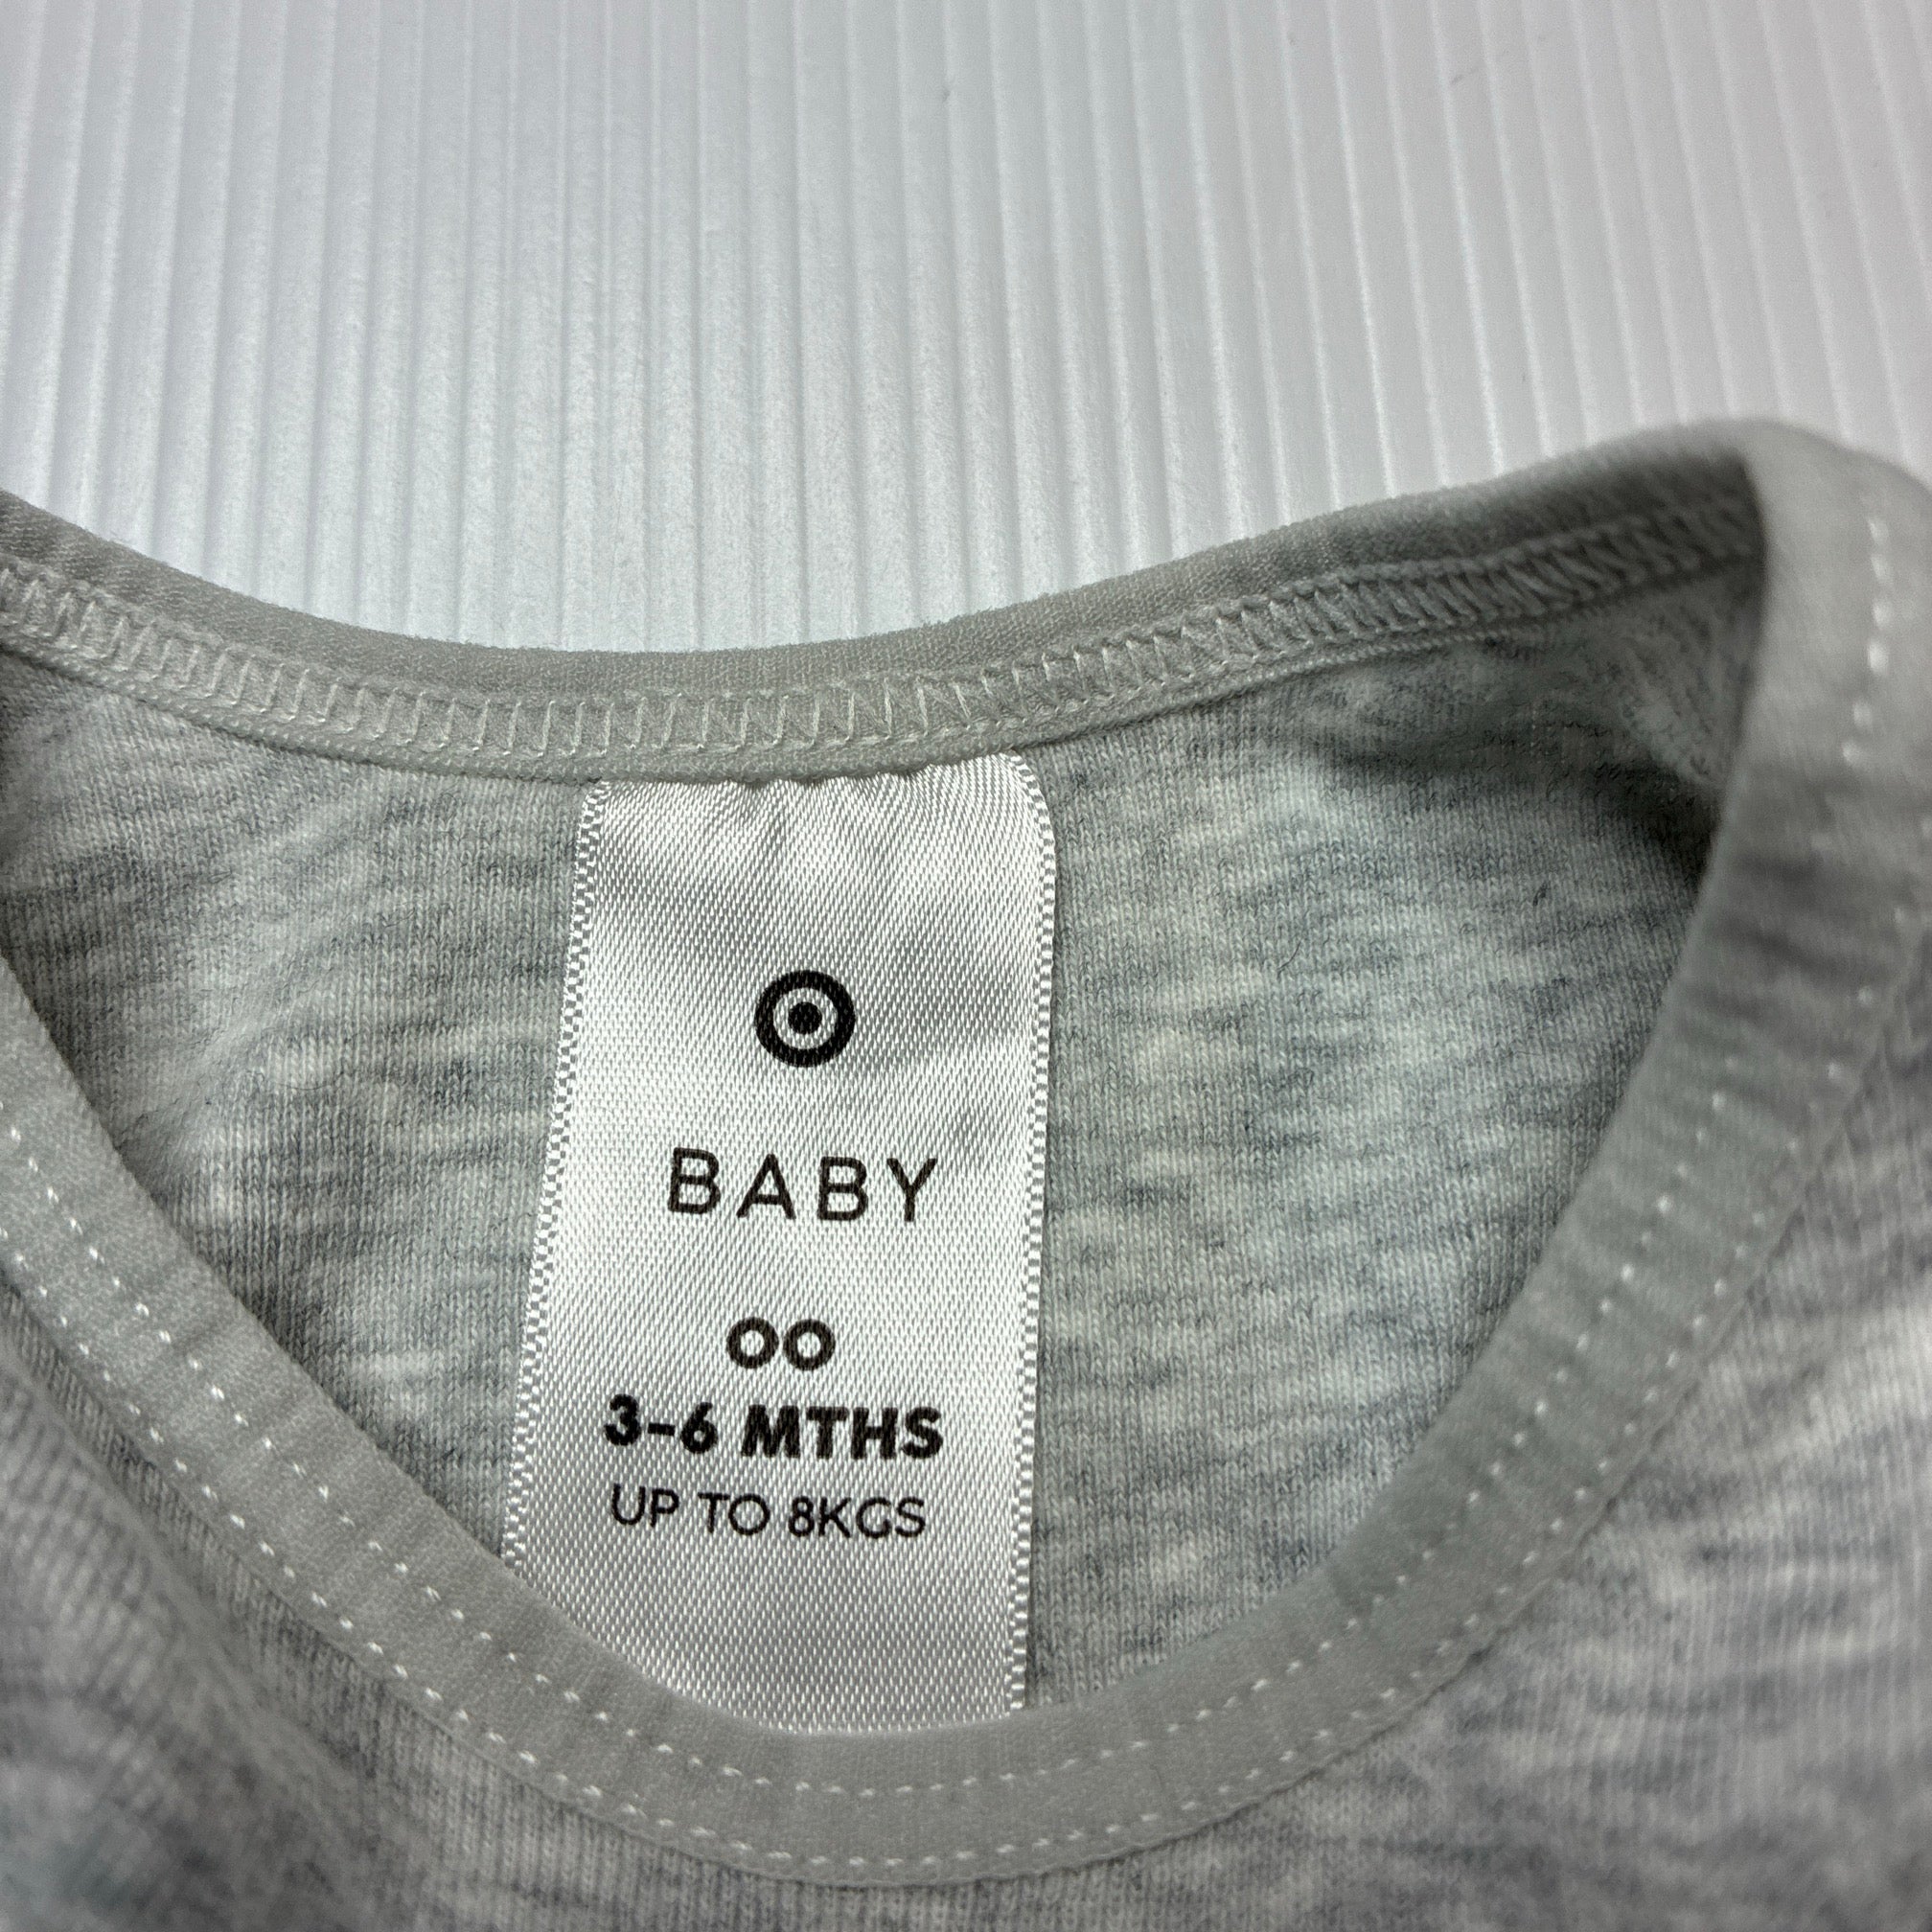 BABY
00
3-6 MTHS
UP TO 8KGS